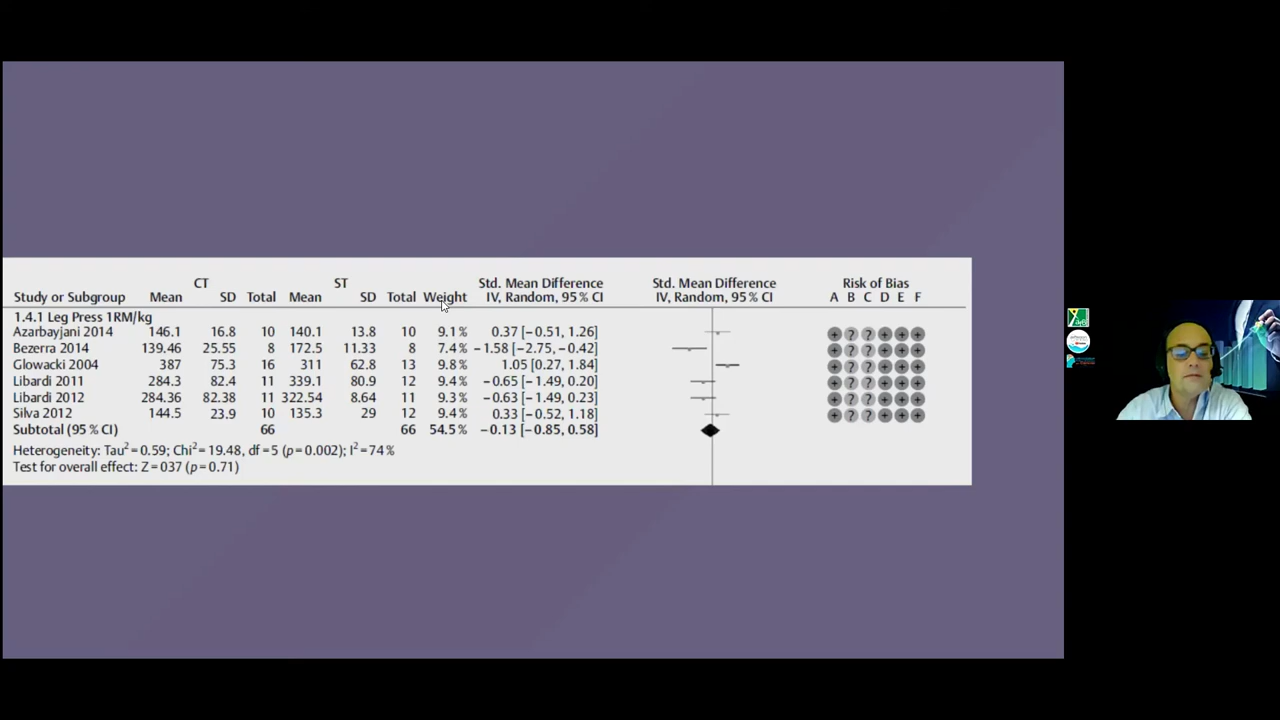 CT ST Std. Mean Difference Std. Mean Difference Risk of Bias
Study or Subgroup Mean SD Total Mean SD Total Weight IV, Random, 95% CI IV, Random, 95% CI A B C D E F
1.4.1 Leg Press 1RM/kg
Azarbayjani 2014 146.1 16.8 10 140.1 13.8 10 9.1% 0.37 [−0.51, 1.26] + ? ? + + +
Bezerra 2014 139.46 25.55 8 172.5 11.33 8 7.4% −1.58 [−2.75, −0.42] + ? ? + + +
Glowacki 2004 387 75.3 16 311 62.8 13 9.8% 1.05 [0.27, 1.84] + ? ? + + +
Libardi 2011 284.3 82.4 11 339.1 80.9 12 9.4% −0.65 [−1.49, 0.20] + ? ? + + +
Libardi 2012 284.36 82.38 11 322.54 8.64 11 9.3% −0.63 [−1.49, 0.23] + ? ? + + +
Silva 2012 144.5 23.9 10 135.3 29 12 9.4% 0.33 [−0.52, 1.18] + ? ? + + +
Subtotal (95% CI) 66 66 54.5% −0.13 [−0.85, 0.58]
Heterogeneity: Tau² = 0.59; Chi² = 19.48, df = 5 (p = 0.002); I² = 74%
Test for overall effect: Z = 037 (p = 0.71)